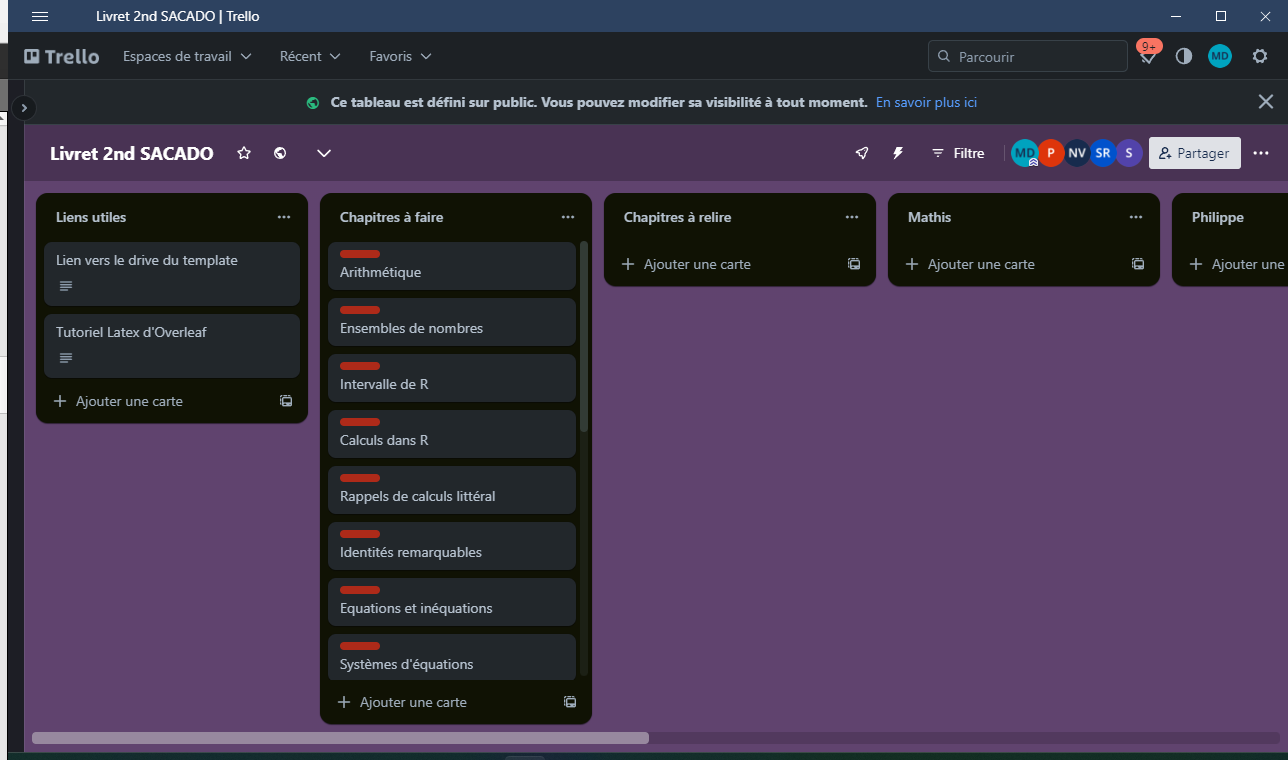 Livret 2nd SACADO | Trello
Trello
Espaces de travail
Récent
Favoris
Parcourir
9+
MD
Ce tableau est défini sur public. Vous pouvez modifier sa visibilité à tout moment. En savoir plus ici
Livret 2nd SACADO
Filtre
MD
P
NV
SR
S
Partager
Liens utiles
Lien vers le drive du template
Tutoriel Latex d'Overleaf
Ajouter une carte
Chapitres à faire
Arithmétique
Ensembles de nombres
Intervalle de R
Calculs dans R
Rappels de calculs littéral
Identités remarquables
Equations et inéquations
Systèmes d'équations
Ajouter une carte
Chapitres à relire
Ajouter une carte
Mathis
Ajouter une carte
Philippe
Ajouter une